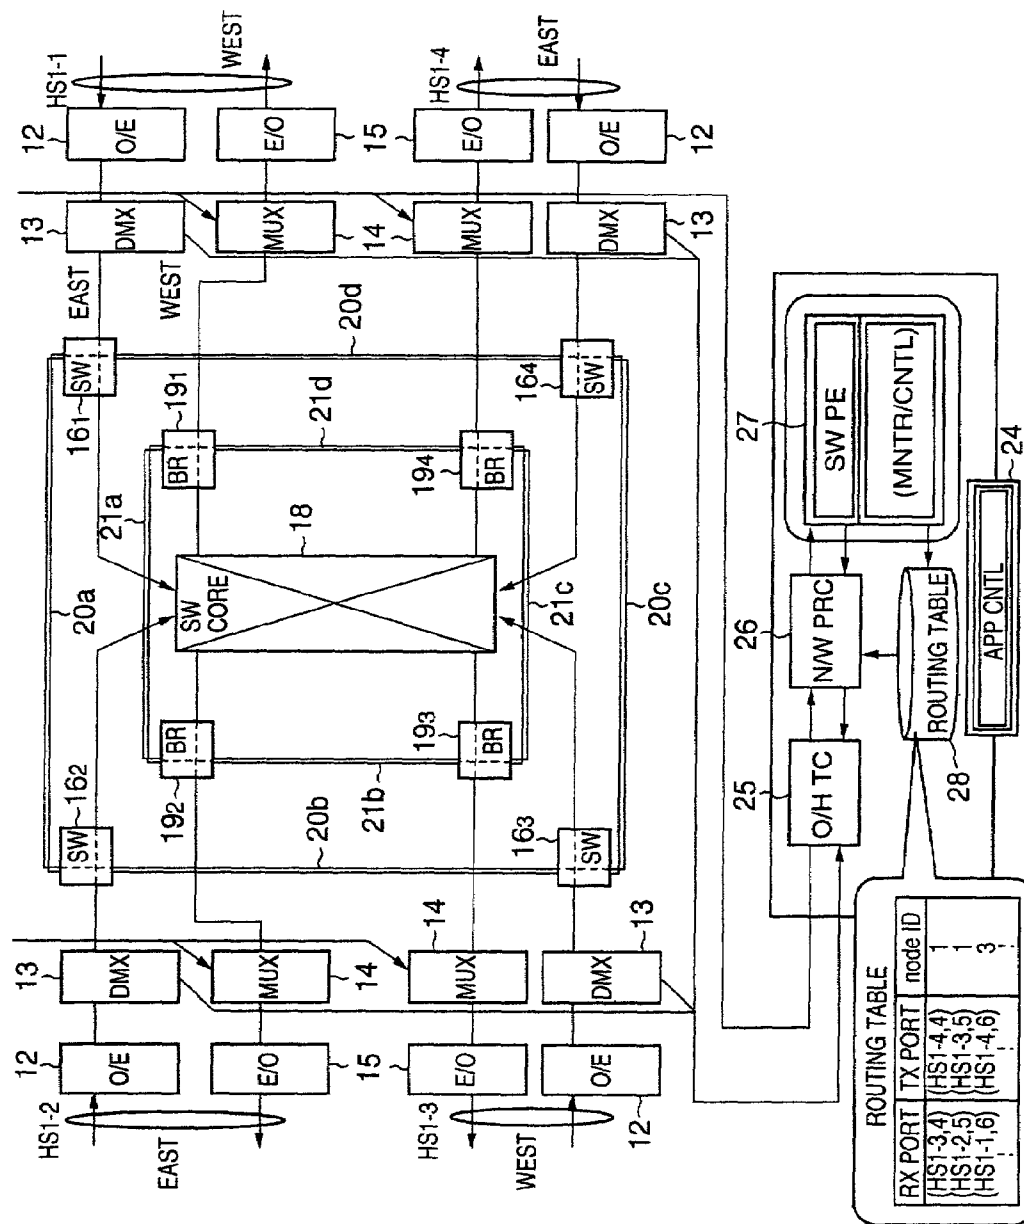 HS1-2
EAST
12
O/E
E/O
15
HS1-3
WEST
E/O
O/E
12
13
DMX
MUX
14
14
MUX
DMX
13
SW
162
20a
20b
163
SW
BR
192
21a
21b
193
BR
SW CORE
18
21c
20c
BR
191
21d
194
BR
161
SW
20d
164
SW
EAST
WEST
13
DMX
MUX
14
14
MUX
DMX
13
12
O/E
E/O
15
15
E/O
O/E
12
HS1-1
WEST
HS1-4
EAST
25
O/H TC
26
N/W PRC
27
SW PE
(MNTR/CNTL)
ROUTING TABLE
28
APP CNTL
24
ROUTING TABLE
RX PORT TX PORT node ID
(HS1-3,4) (HS1-4,4) 1
(HS1-2,5) (HS1-3,5) 1
(HS1-1,6) (HS1-4,6) 3